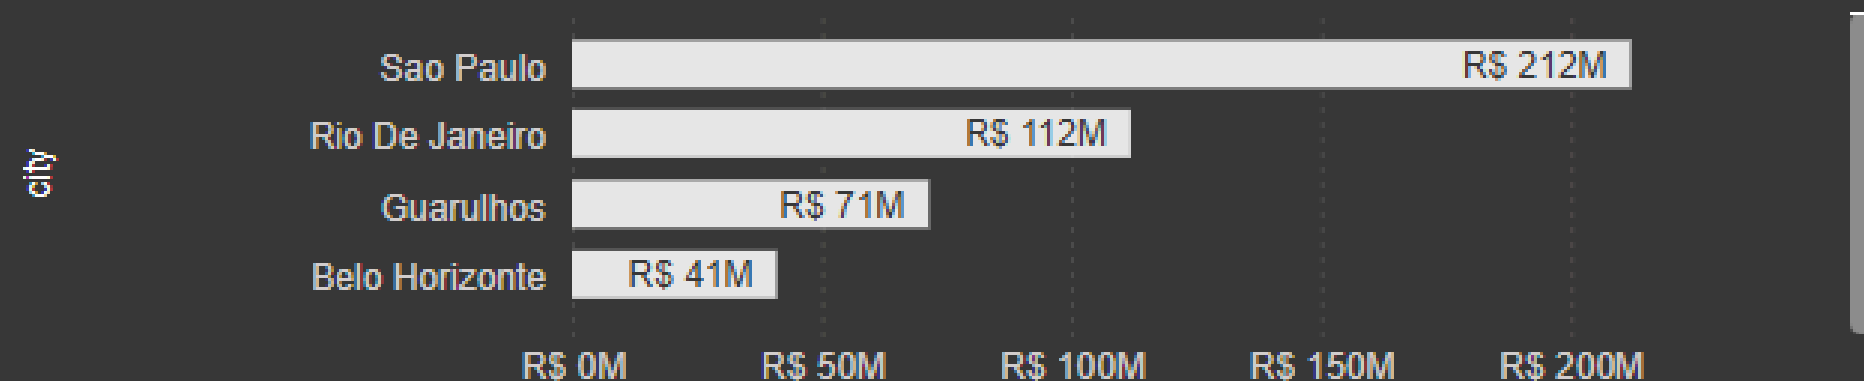 city
Sao Paulo R$ 212M
Rio De Janeiro R$ 112M
Guarulhos R$ 71M
Belo Horizonte R$ 41M
R$ 0M R$ 50M R$ 100M R$ 150M R$ 200M